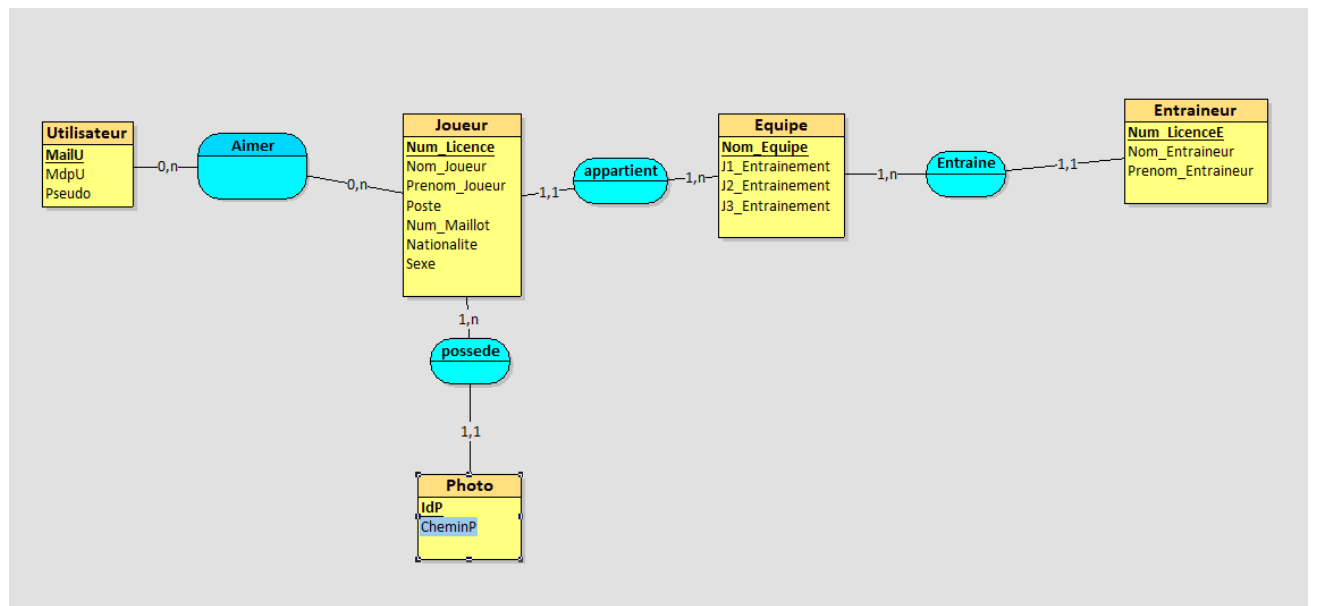 Utilisateur
MailU
MdpU
Pseudo
0,n
Aimer
0,n
Joueur
Num_Licence
Nom_Joueur
Prenom_Joueur
Poste
Num_Maillot
Nationalite
Sexe
1,1
appartient
1,n
Equipe
Nom_Equipe
J1_Entrainement
J2_Entrainement
J3_Entrainement
1,n
Entraine
1,1
Entraineur
Num_LicenceE
Nom_Entraineur
Prenom_Entraineur
1,n
possede
1,1
Photo
IdP
CheminP